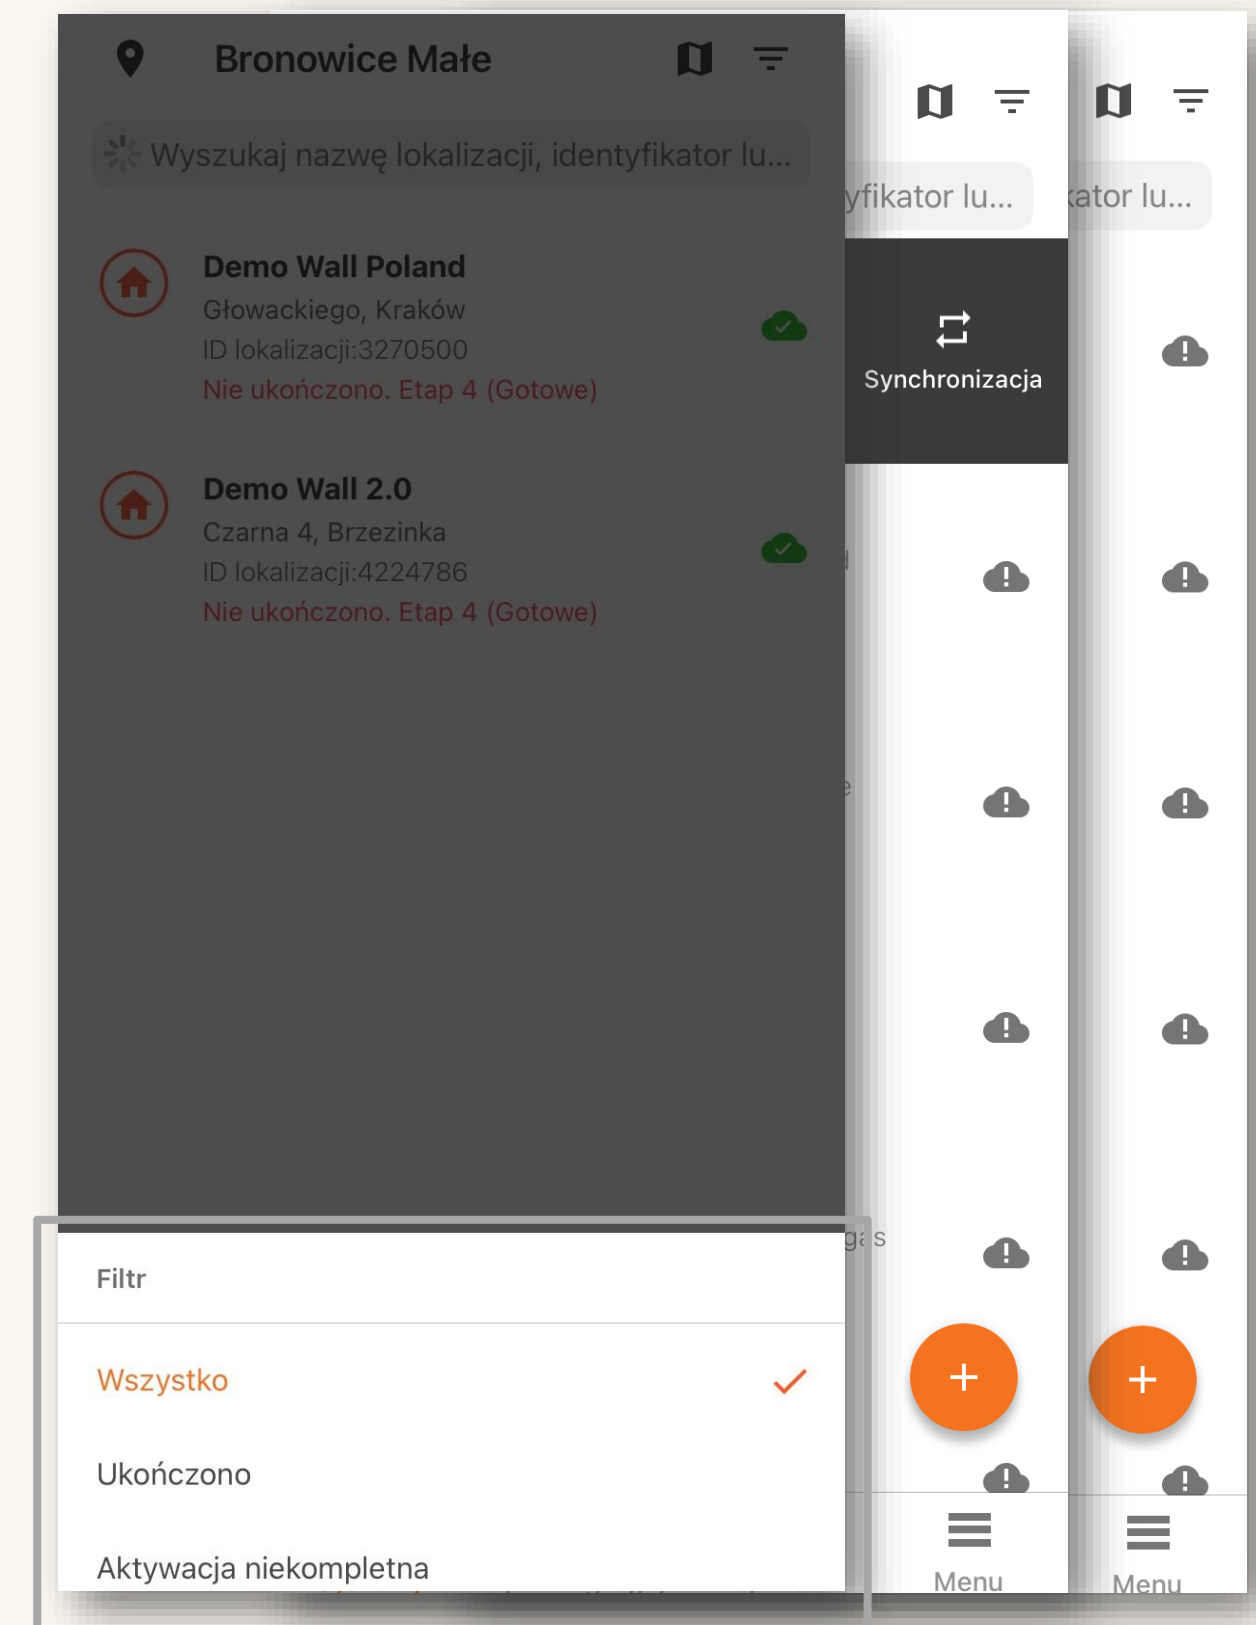 Bronowice Małe
Wyszukaj nazwę lokalizacji, identyfikator lu...
Demo Wall Poland
Głowackiego, Kraków
ID lokalizacji:3270500
Nie ukończono. Etap 4 (Gotowe)
Demo Wall 2.0
Czarna 4, Brzezinka
ID lokalizacji:4224786
Nie ukończono. Etap 4 (Gotowe)
Filtr
Wszystko
Ukończono
Aktywacja niekompletna
yfikator lu...
Synchronizacja
Menu
kator lu...
Menu